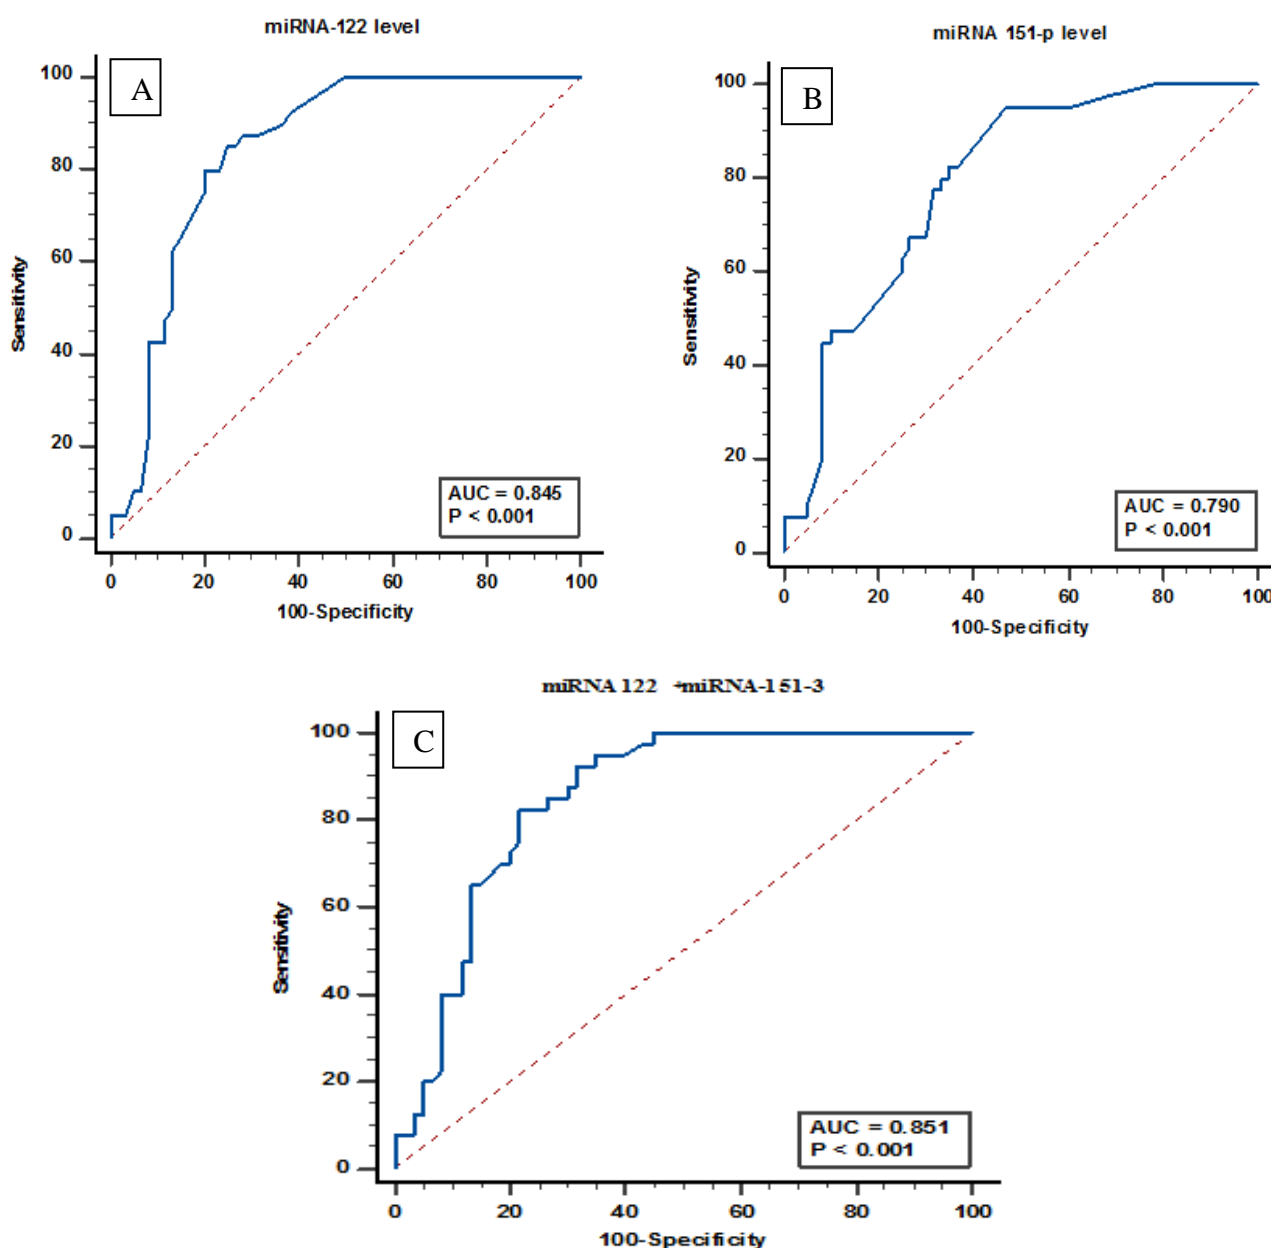 miRNA-122 level
A
100
80
60
40
20
0
Sensitivity
AUC = 0.845
P < 0.001
0 20 40 60 80 100
100-Specificity
miRNA 151-p level
B
100
80
60
40
20
0
Sensitivity
AUC = 0.790
P < 0.001
0 20 40 60 80 100
100-Specificity
miRNA 122 +miRNA-151-3
C
100
80
60
40
20
0
Sensitivity
AUC = 0.851
P < 0.001
0 20 40 60 80 100
100-Specificity